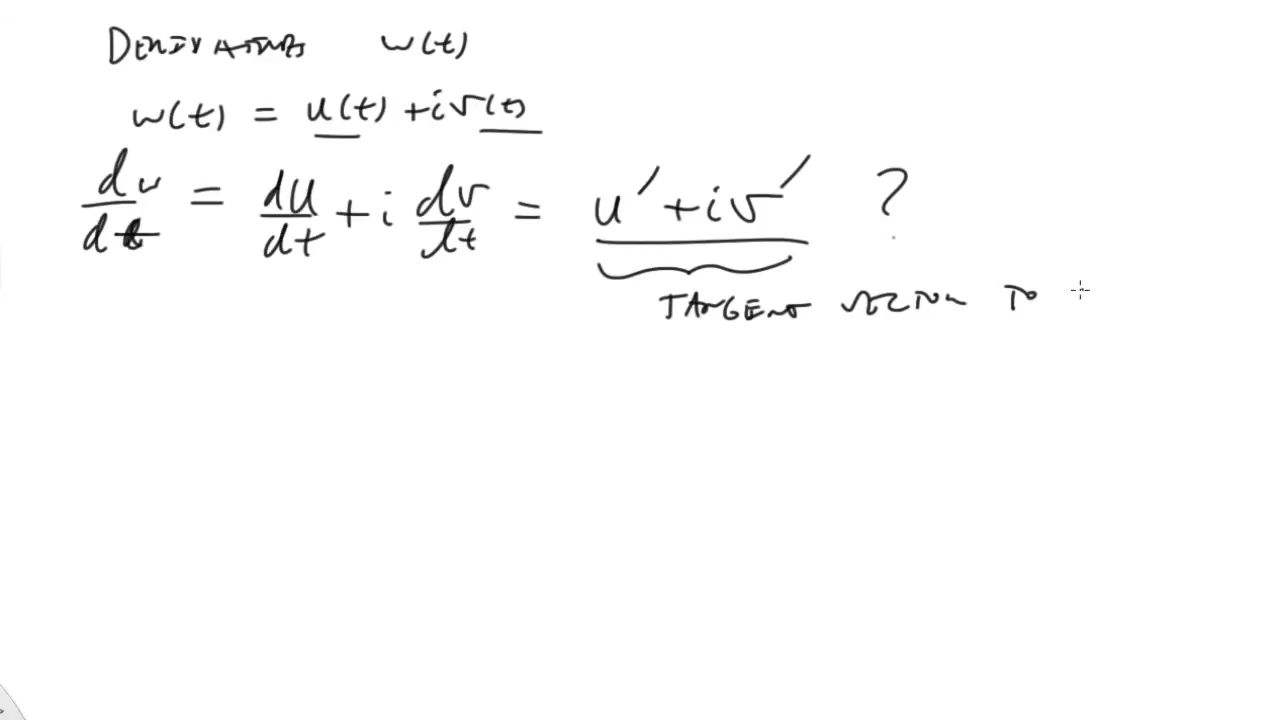 DERIVATIVES w(t)
w(t) = u(t) + iv(t)
dw/dt = du/dt + i dv/dt = u' + iv' ?
TANGENT VECTOR TO